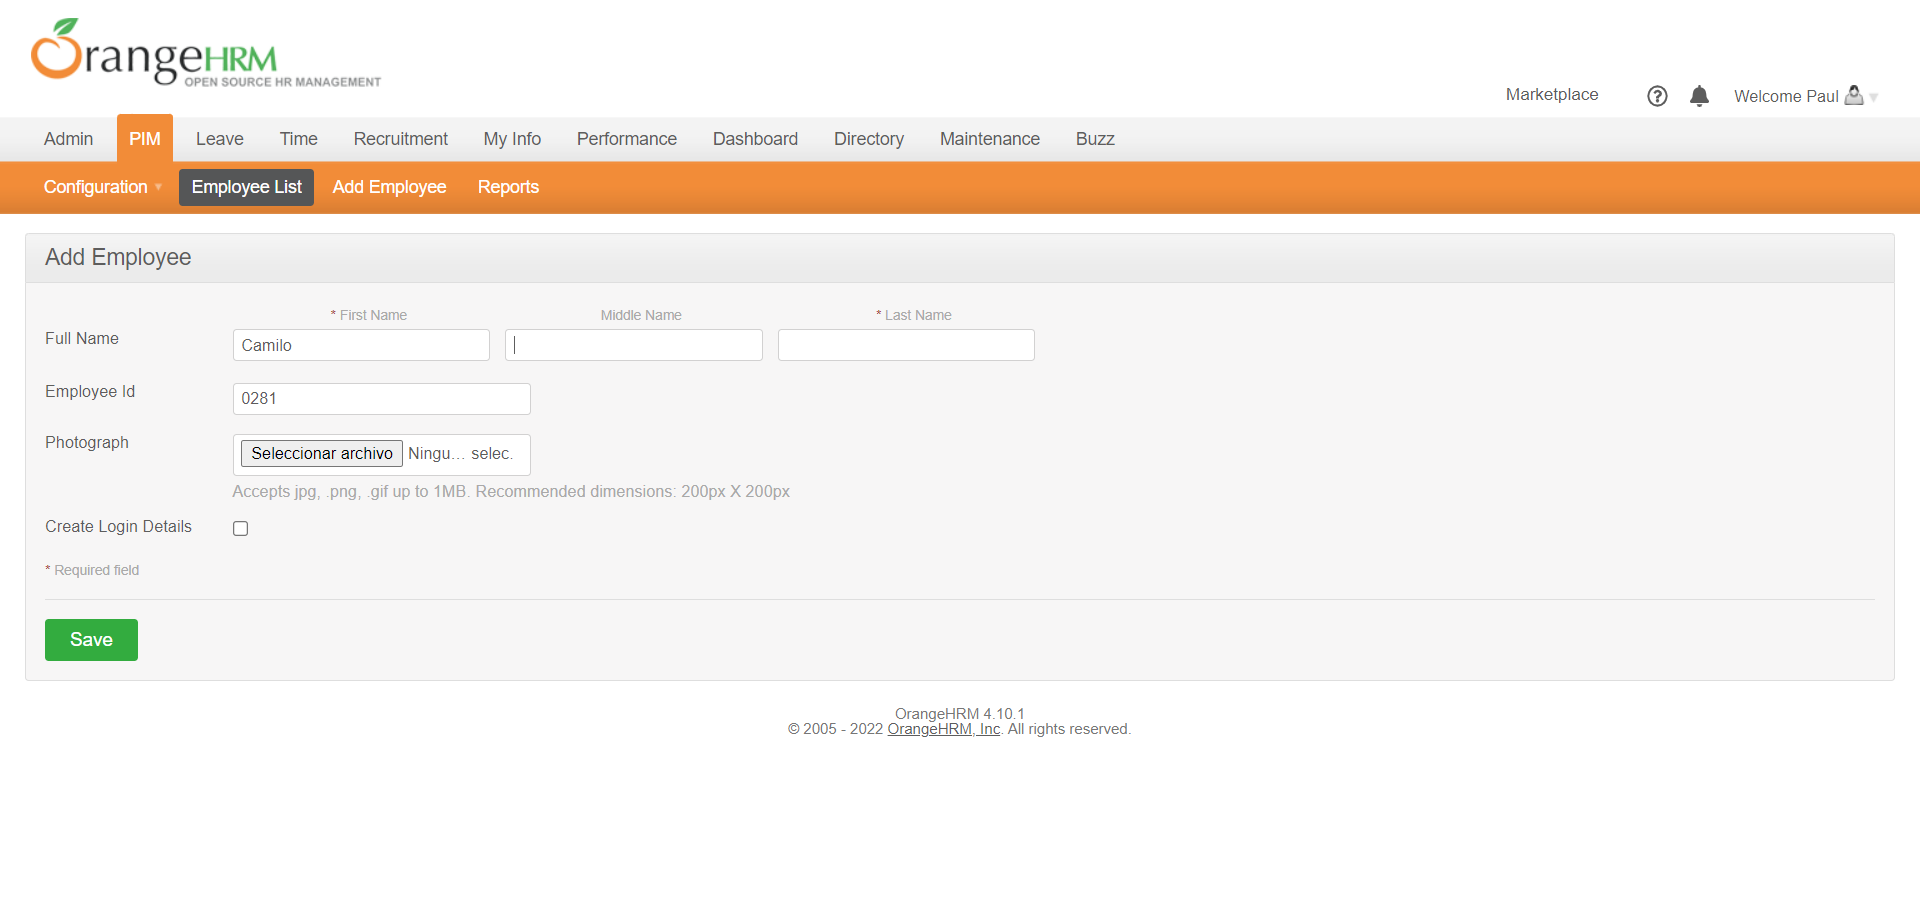 OrangeHRM
OPEN SOURCE HR MANAGEMENT
Marketplace
Welcome Paul
Admin PIM Leave Time Recruitment My Info Performance Dashboard Directory Maintenance Buzz
Configuration Employee List Add Employee Reports
Add Employee
* First Name Middle Name * Last Name
Full Name Camilo
Employee Id 0281
Photograph Seleccionar archivo Ningu… selec.
Accepts jpg, .png, .gif up to 1MB. Recommended dimensions: 200px X 200px
Create Login Details
* Required field
Save
OrangeHRM 4.10.1
© 2005 - 2022 OrangeHRM, Inc. All rights reserved.